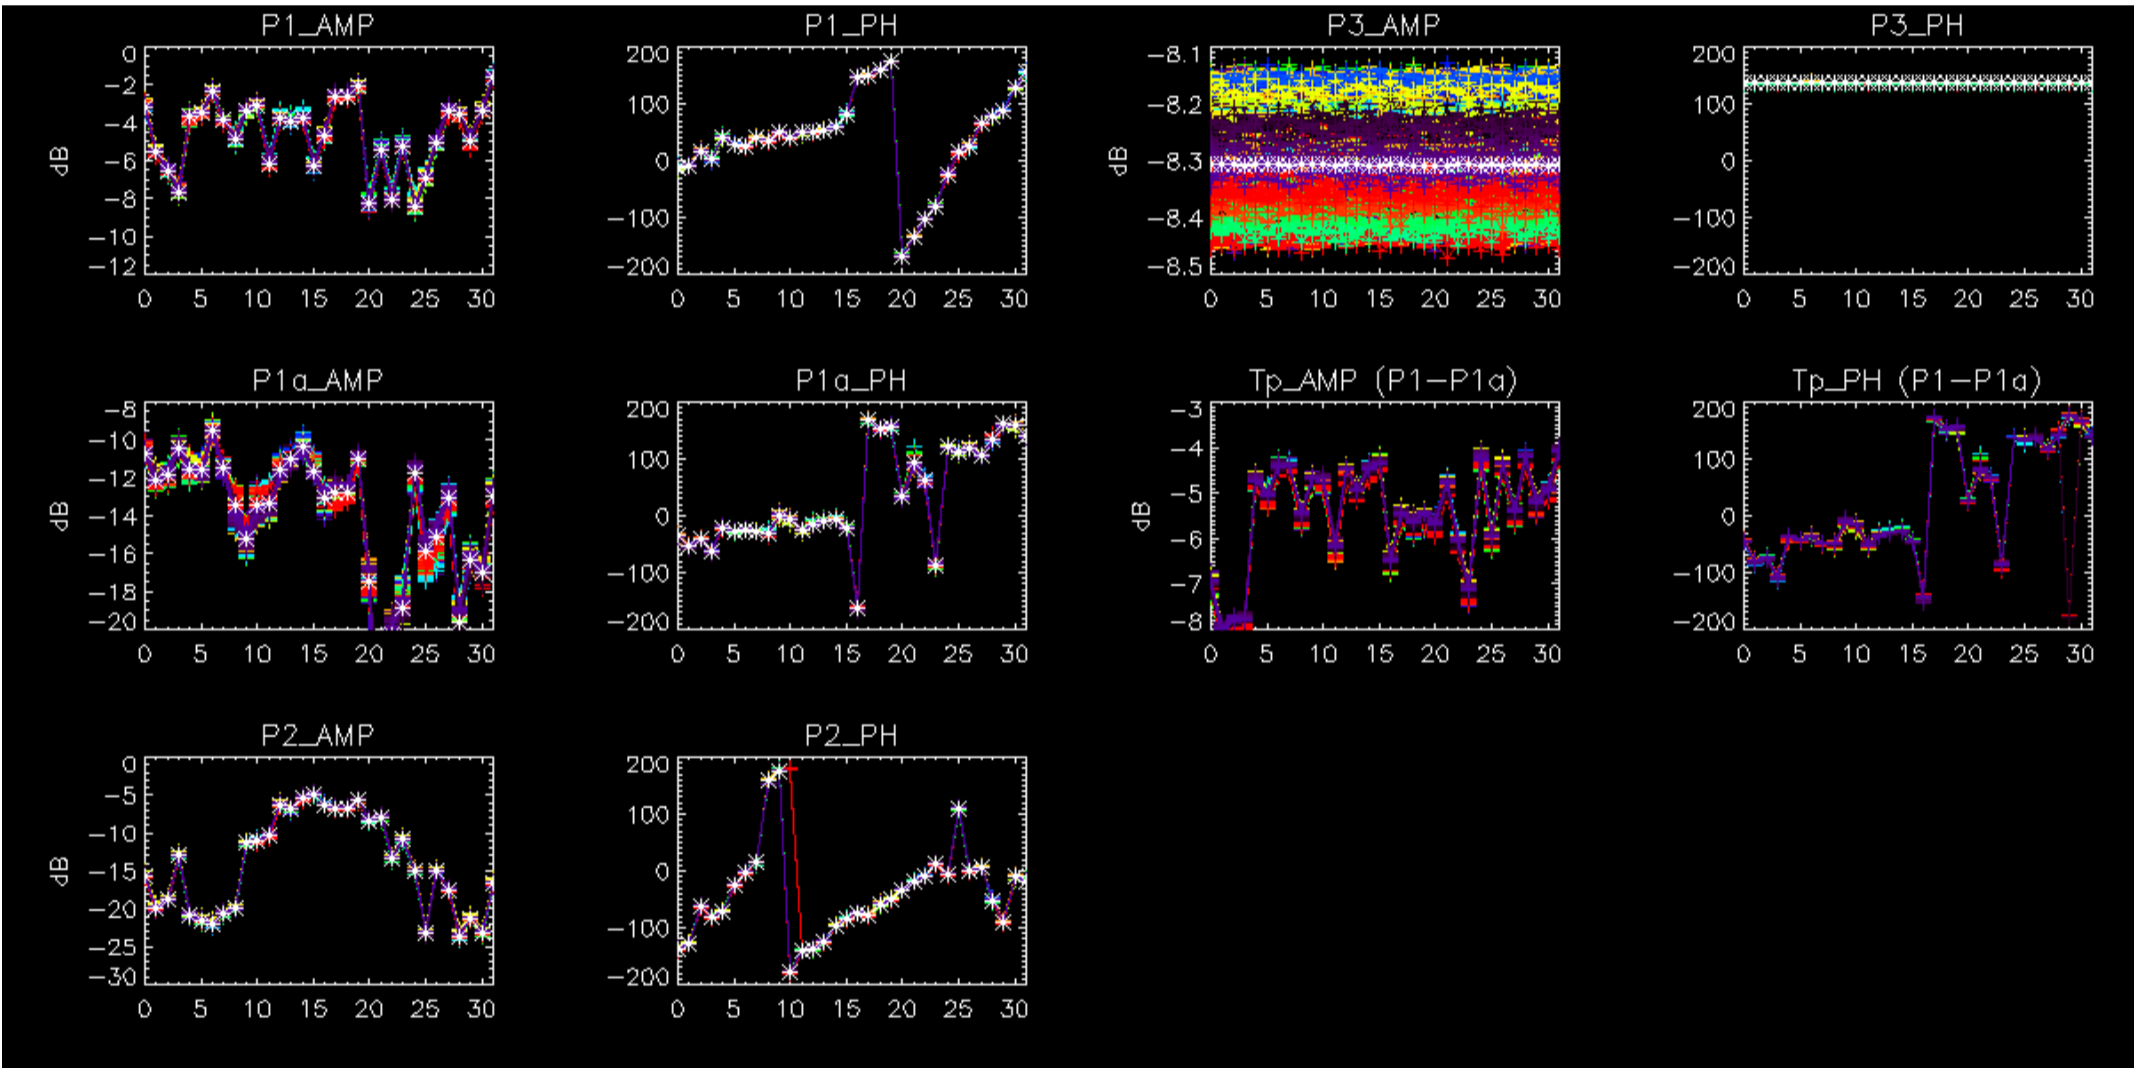 P1_AMP
0
−2
−4
−6
−8
−10
−12
dB
0 5 10 15 20 25 30
P1_PH
200
100
0
−100
−200
0 5 10 15 20 25 30
P3_AMP
−8.1
−8.2
−8.3
−8.4
−8.5
dB
0 5 10 15 20 25 30
P3_PH
200
100
0
−100
−200
0 5 10 15 20 25 30
P1a_AMP
−8
−10
−12
−14
−16
−18
−20
dB
0 5 10 15 20 25 30
P1a_PH
200
100
0
−100
−200
0 5 10 15 20 25 30
Tp_AMP (P1−P1a)
−3
−4
−5
−6
−7
−8
dB
0 5 10 15 20 25 30
Tp_PH (P1−P1a)
200
100
0
−100
−200
0 5 10 15 20 25 30
P2_AMP
0
−5
−10
−15
−20
−25
−30
dB
0 5 10 15 20 25 30
P2_PH
200
100
0
−100
−200
0 5 10 15 20 25 30